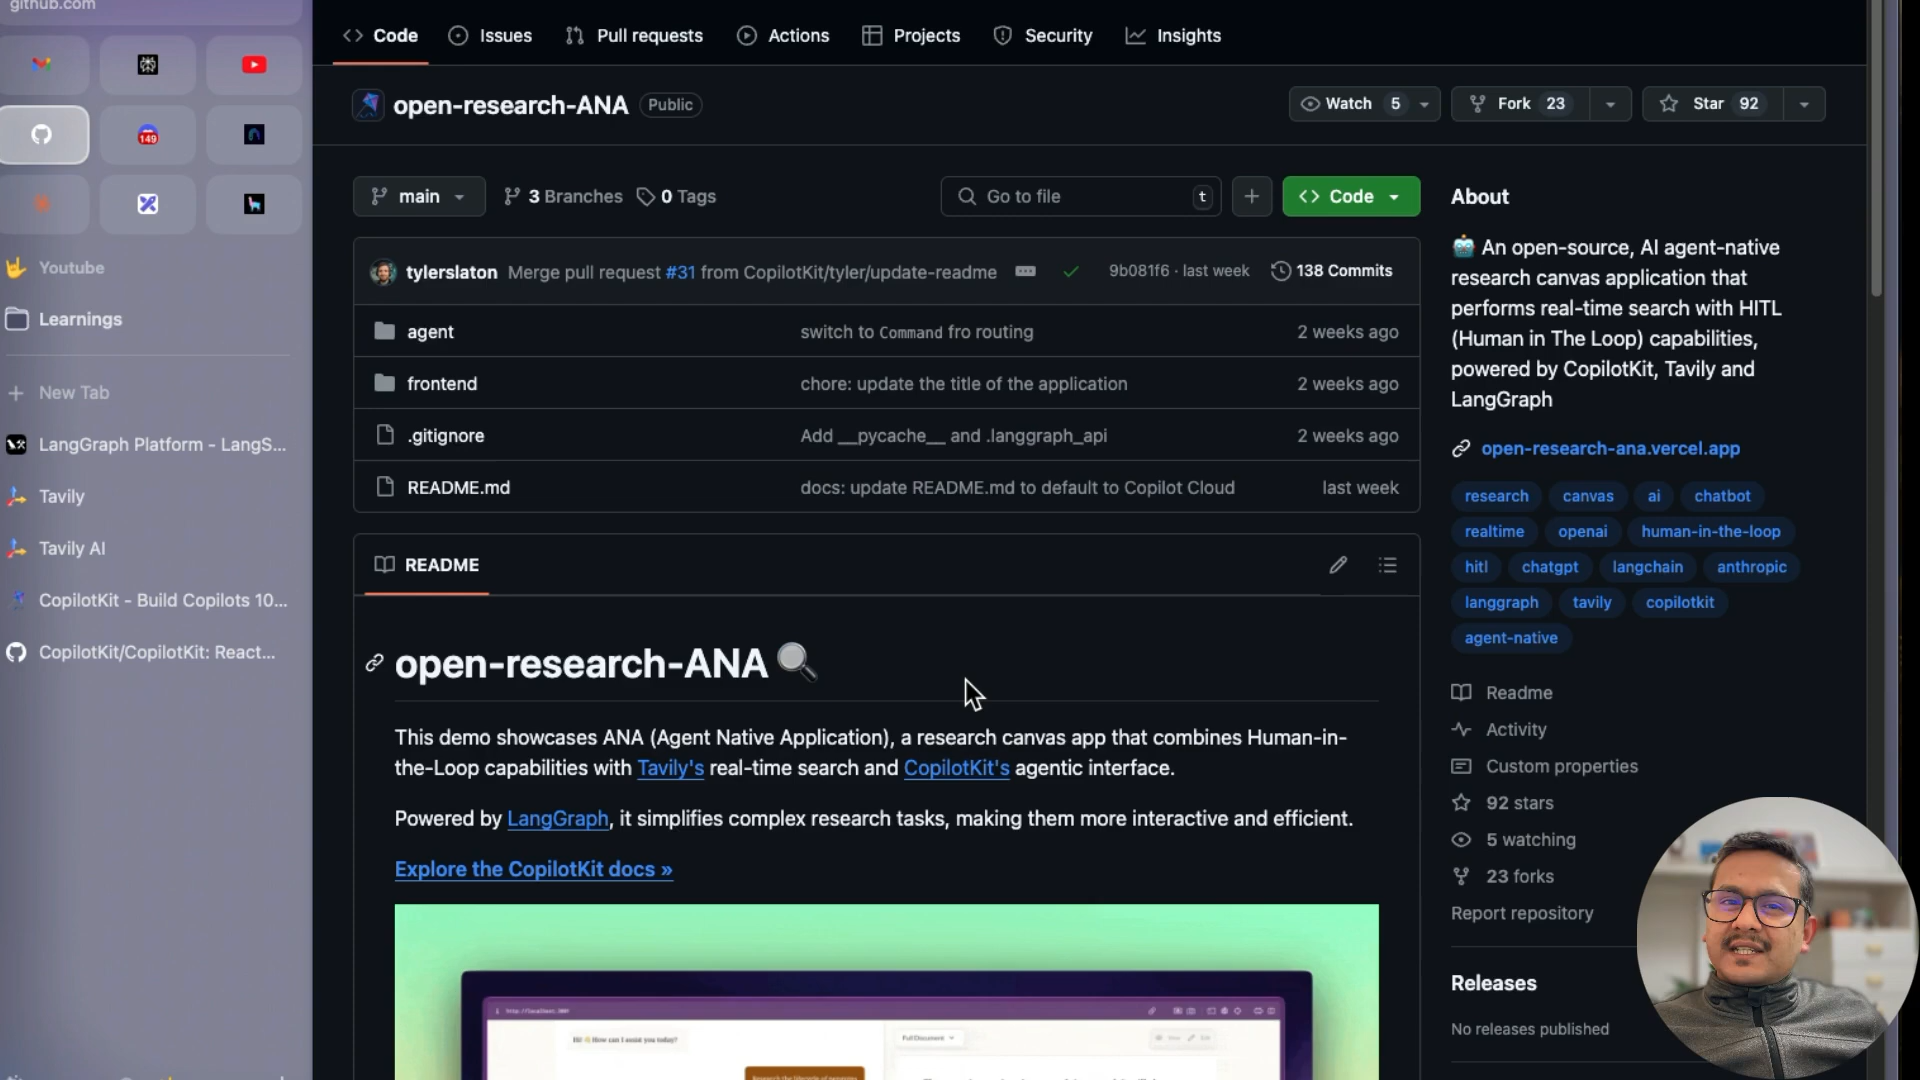 github.com
Code
Issues
Pull requests
Actions
Projects
Security
Insights
149
Youtube
Learnings
New Tab
LangGraph Platform - LangS...
Tavily
Tavily AI
CopilotKit - Build Copilots 10...
CopilotKit/CopilotKit: React...
open-research-ANA
Public
Watch 5
Fork 23
Star 92
main
3 Branches
0 Tags
Go to file
t
Code
tylerslaton Merge pull request #31 from CopilotKit/tyler/update-readme
9b081f6 · last week
138 Commits
agent
switch to Command fro routing
2 weeks ago
frontend
chore: update the title of the application
2 weeks ago
.gitignore
Add __pycache__ and .langgraph_api
2 weeks ago
README.md
docs: update README.md to default to Copilot Cloud
last week
README
open-research-ANA
This demo showcases ANA (Agent Native Application), a research canvas app that combines Human-in-
the-Loop capabilities with Tavily's real-time search and CopilotKit's agentic interface.
Powered by LangGraph, it simplifies complex research tasks, making them more interactive and efficient.
Explore the CopilotKit docs »
Hi! How can I assist you today?
Full Document
About
An open-source, AI agent-native
research canvas application that
performs real-time search with HITL
(Human in The Loop) capabilities,
powered by CopilotKit, Tavily and
LangGraph
open-research-ana.vercel.app
research canvas ai chatbot
realtime openai human-in-the-loop
hitl chatgpt langchain anthropic
langgraph tavily copilotkit
agent-native
Readme
Activity
Custom properties
92 stars
5 watching
23 forks
Report repository
Releases
No releases published